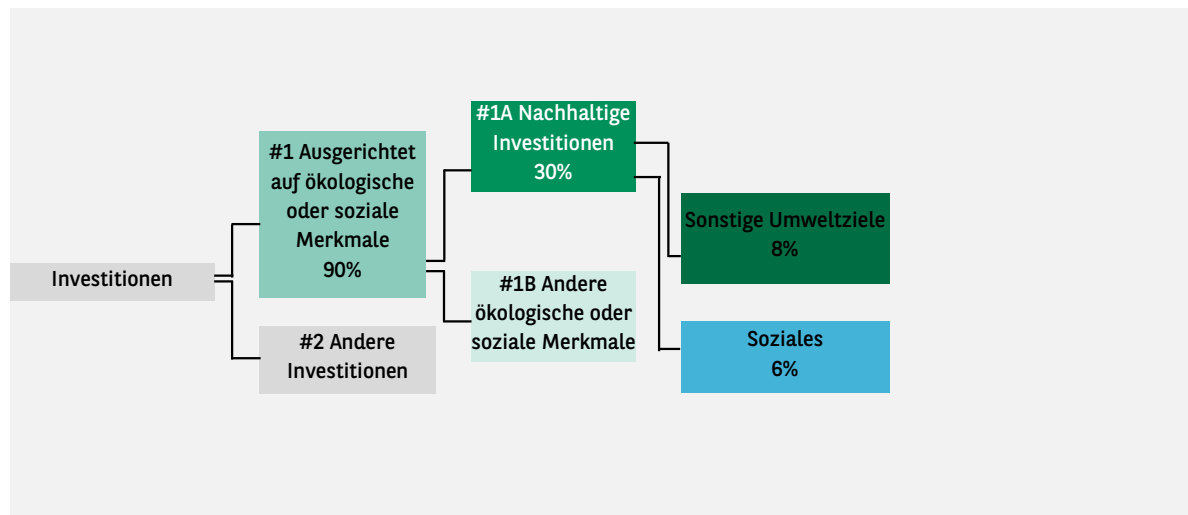 Investitionen
#1 Ausgerichtet
auf ökologische
oder soziale
Merkmale
90%
#2 Andere
Investitionen
#1A Nachhaltige
Investitionen
30%
#1B Andere
ökologische oder
soziale Merkmale
Sonstige Umweltziele
8%
Soziales
6%